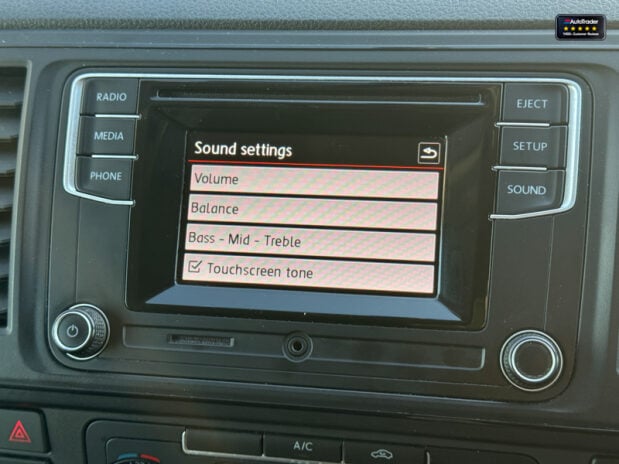 AutoTrader
RADIO
MEDIA
PHONE
EJECT
SETUP
SOUND
Sound settings
Volume
Balance
Bass - Mid - Treble
Touchscreen tone
A/C